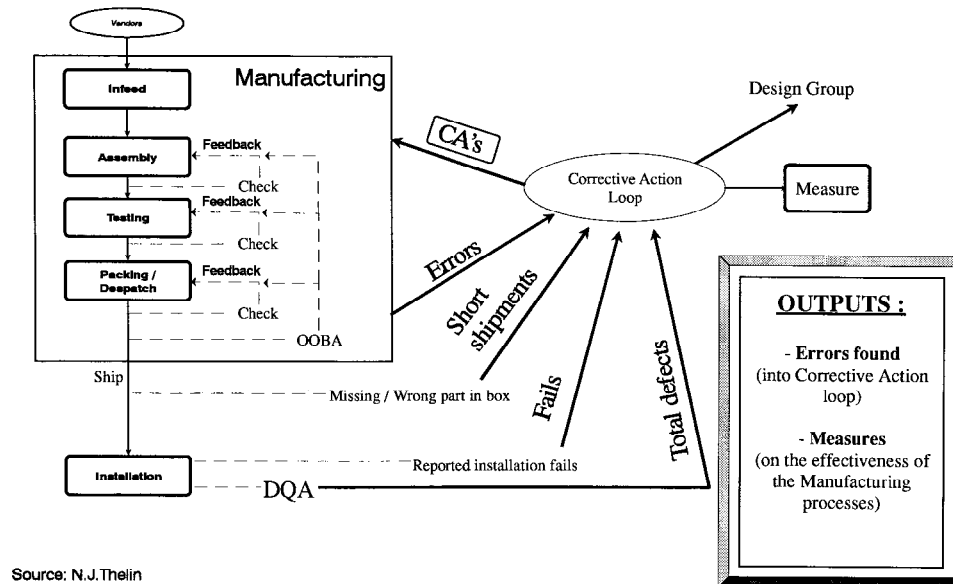 Vendors
Manufacturing
Infeed
Assembly
Feedback
Check
Testing
Feedback
Check
Packing /
Despatch
Feedback
Check
OOBA
Ship
Missing / Wrong part in box
Installation
Reported installation fails
DQA
CA's
Errors
Short
shipments
Fails
Total defects
Corrective Action
Loop
Design Group
Measure
OUTPUTS :
- Errors found
(into Corrective Action
loop)
- Measures
(on the effectiveness of
the Manufacturing
processes)
Source: N.J.Thelin